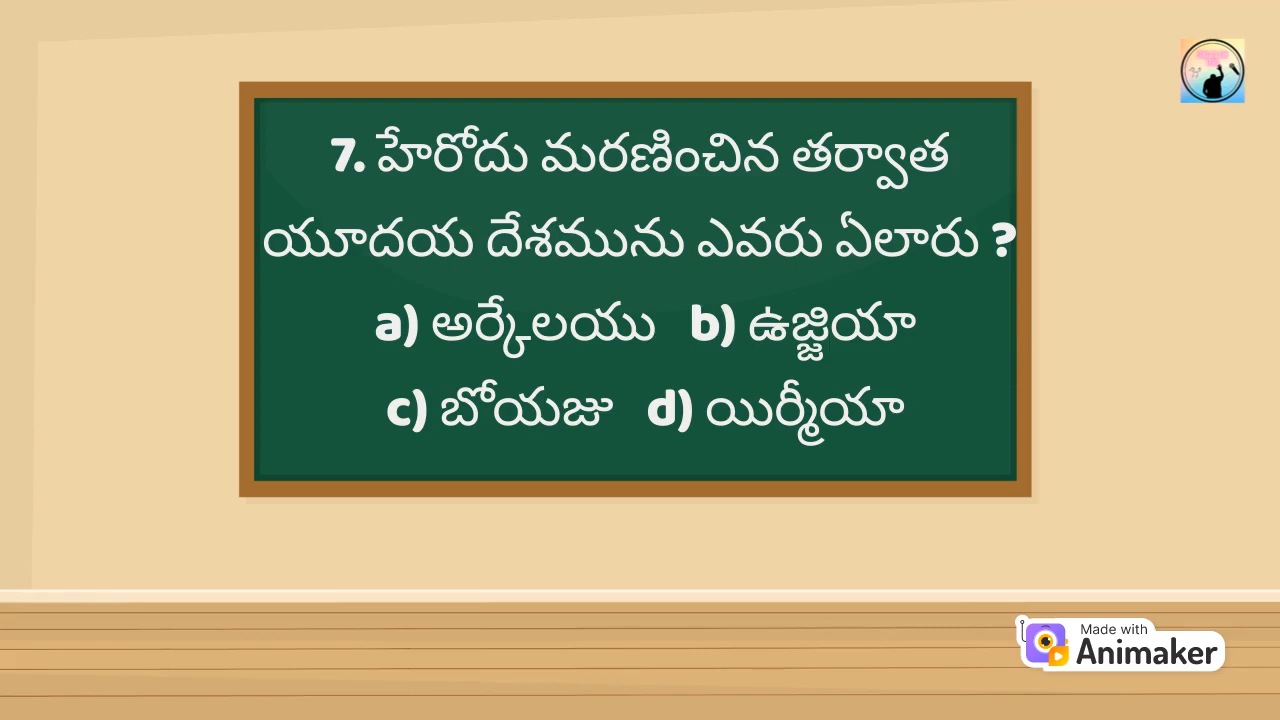 7. హేరోదు మరణించిన తర్వాత
యూదయ దేశమును ఎవరు ఏలారు ?
a) అర్కేలయు b) ఉజ్జియా
c) బోయజు d) యిర్మీయా
Made with
Animaker